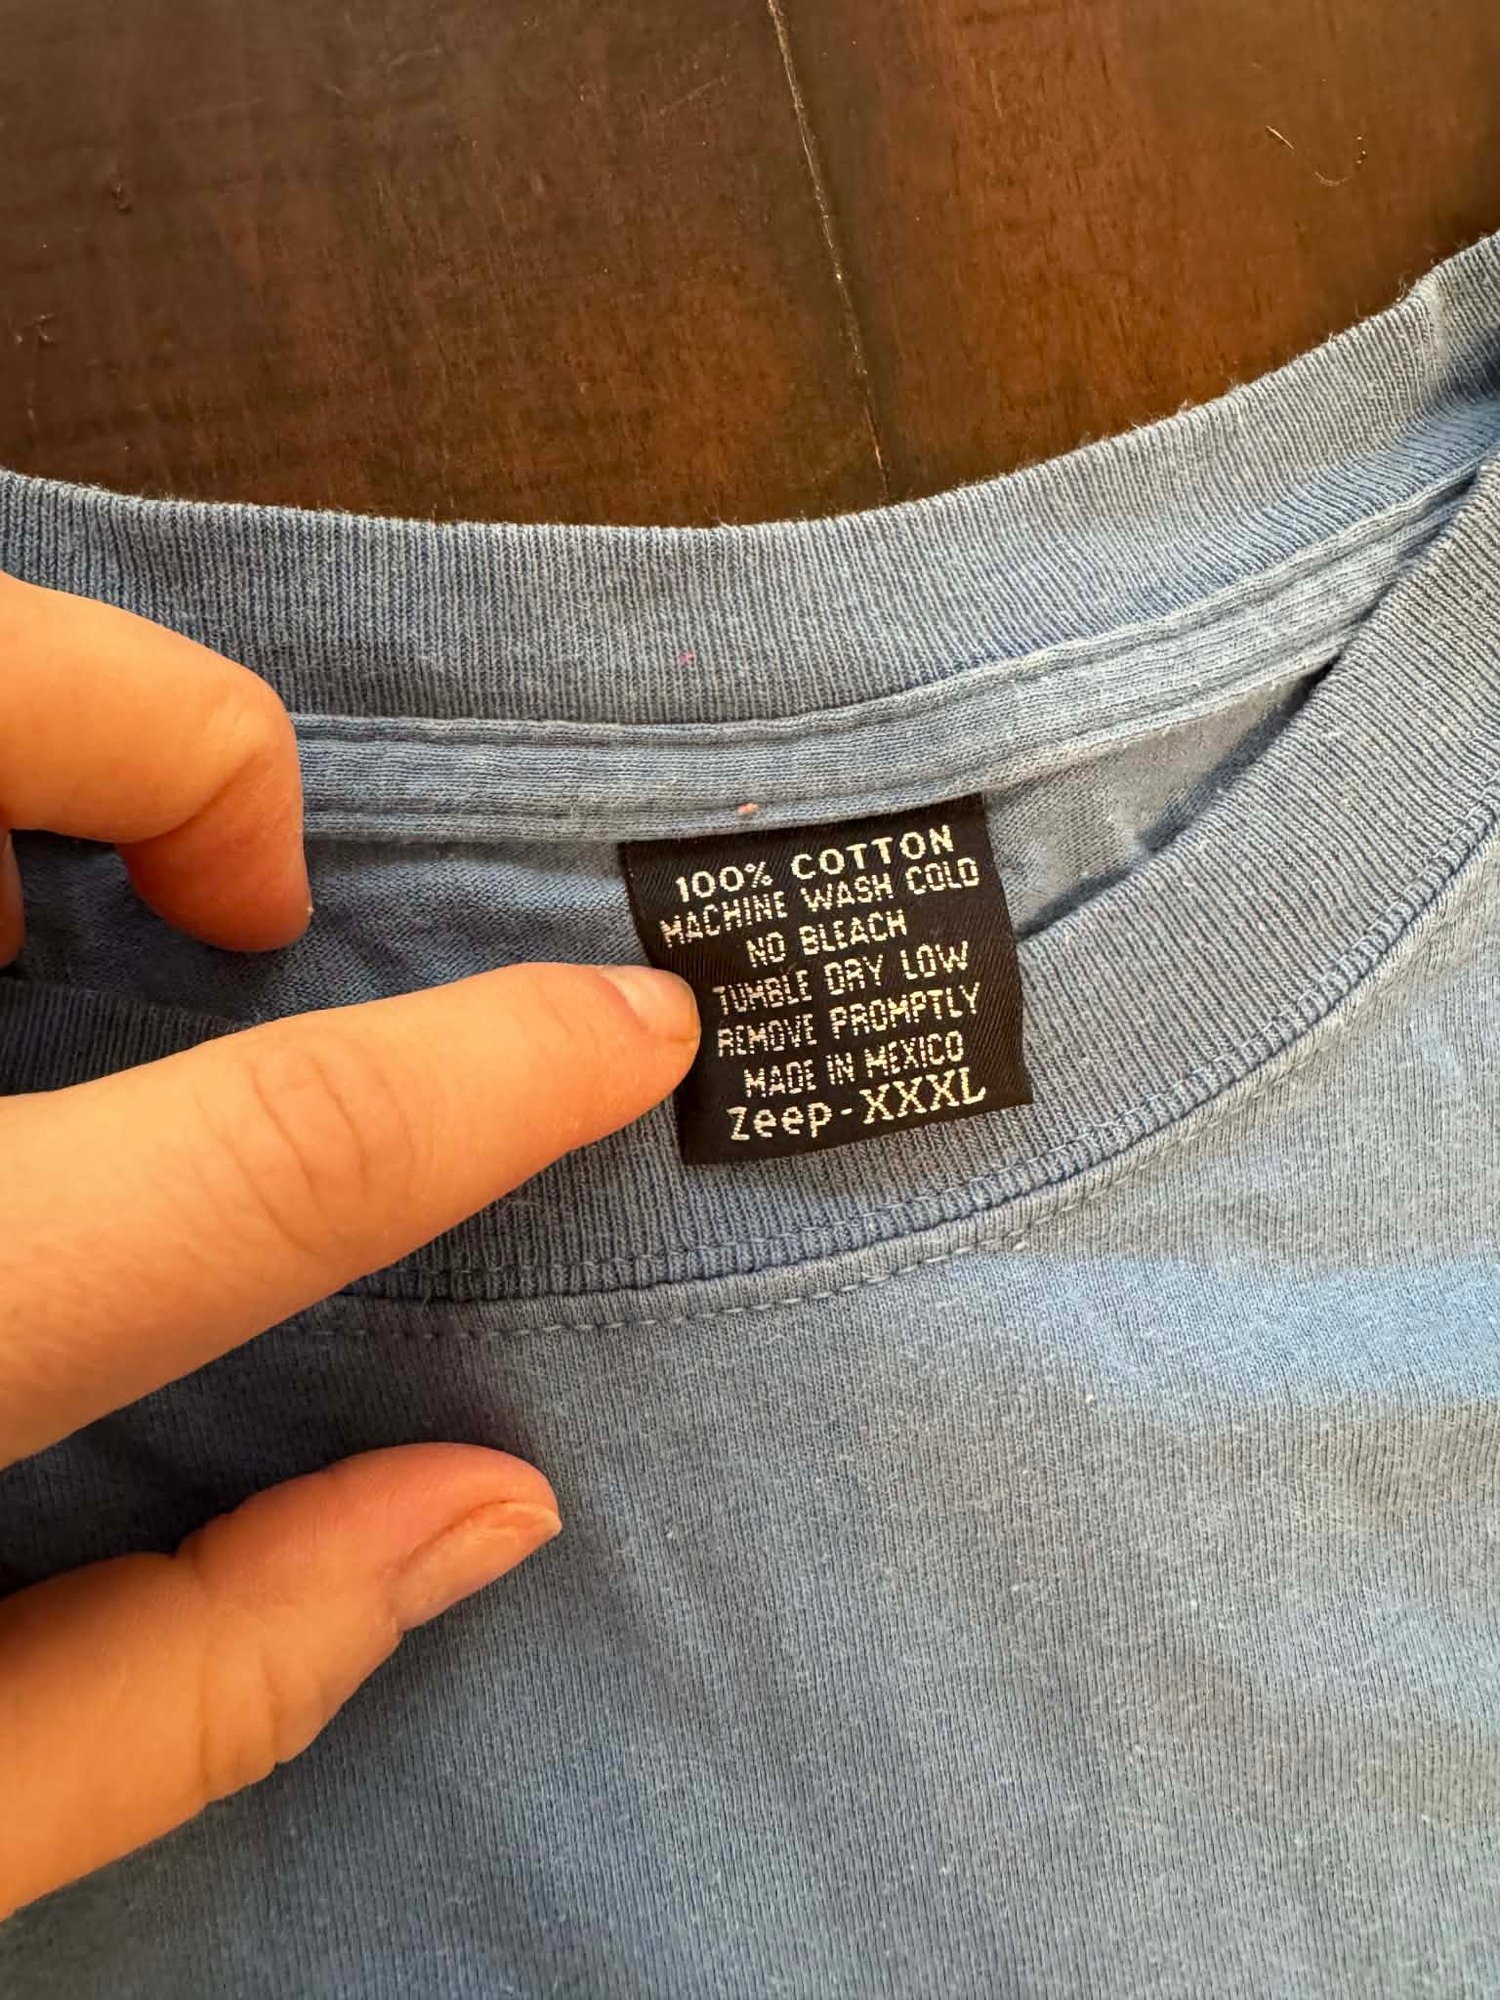 100% COTTON
MACHINE WASH COLD
NO BLEACH
TUMBLE DRY LOW
REMOVE PROMPTLY
MADE IN MEXICO
Zeep-XXXL